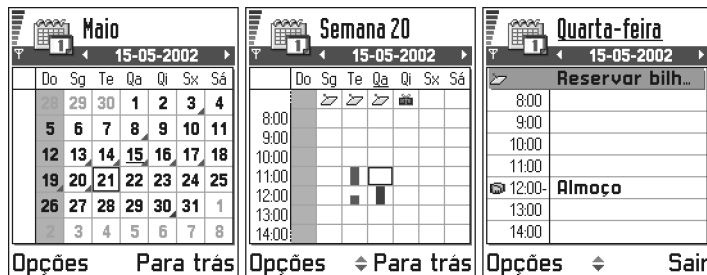 Maio
15-05-2002
Do Sg Te Qa Qi Sx Sá
28 29 30 1 2 3 4
5 6 7 8 9 10 11
12 13 14 15 16 17 18
19 20 21 22 23 24 25
26 27 28 29 30 31 1
2 3 4 5 6 7 8
Opções Para trás
Semana 20
15-05-2002
Do Sg Te Qa Qi Sx Sá
8:00
9:00
10:00
11:00
12:00
13:00
14:00
Opções Para trás
Quarta-feira
15-05-2002
Reservar bilh...
8:00
9:00
10:00
11:00
12:00- Almoço
13:00
14:00
Opções Sair